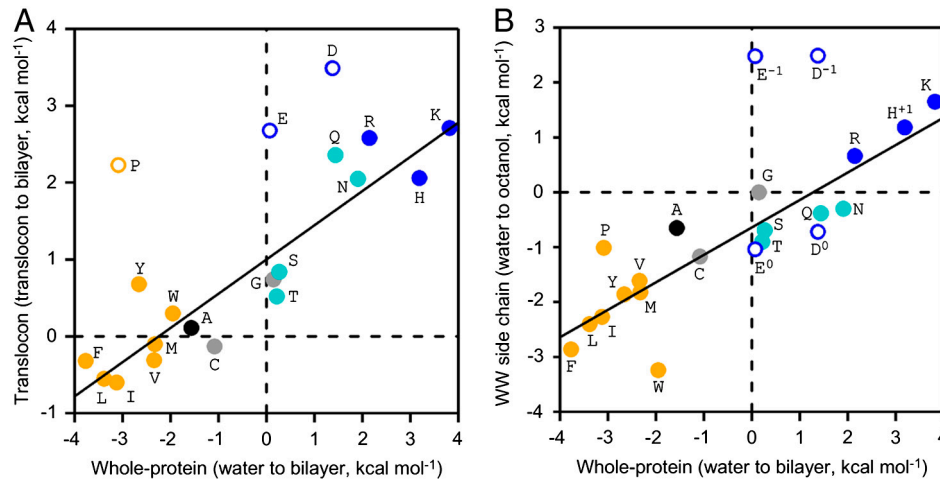 A
Translocon (translocon to bilayer, kcal mol-1)
4
3
2
1
0
-1
D
E
P
Q
R
K
N
H
Y
S
G
T
W
A
M
F
V
C
L
I
-4
-3
-2
-1
0
1
2
3
4
Whole-protein (water to bilayer, kcal mol-1)
B
WW side chain (water to octanol, kcal mol-1)
3
2
1
0
-1
-2
-3
-4
E-1
D-1
K
H+1
R
G
A
S
Q
N
P
T
D0
V
C
E0
Y
M
L
I
F
W
-4
-3
-2
-1
0
1
2
3
4
Whole-protein (water to bilayer, kcal mol-1)